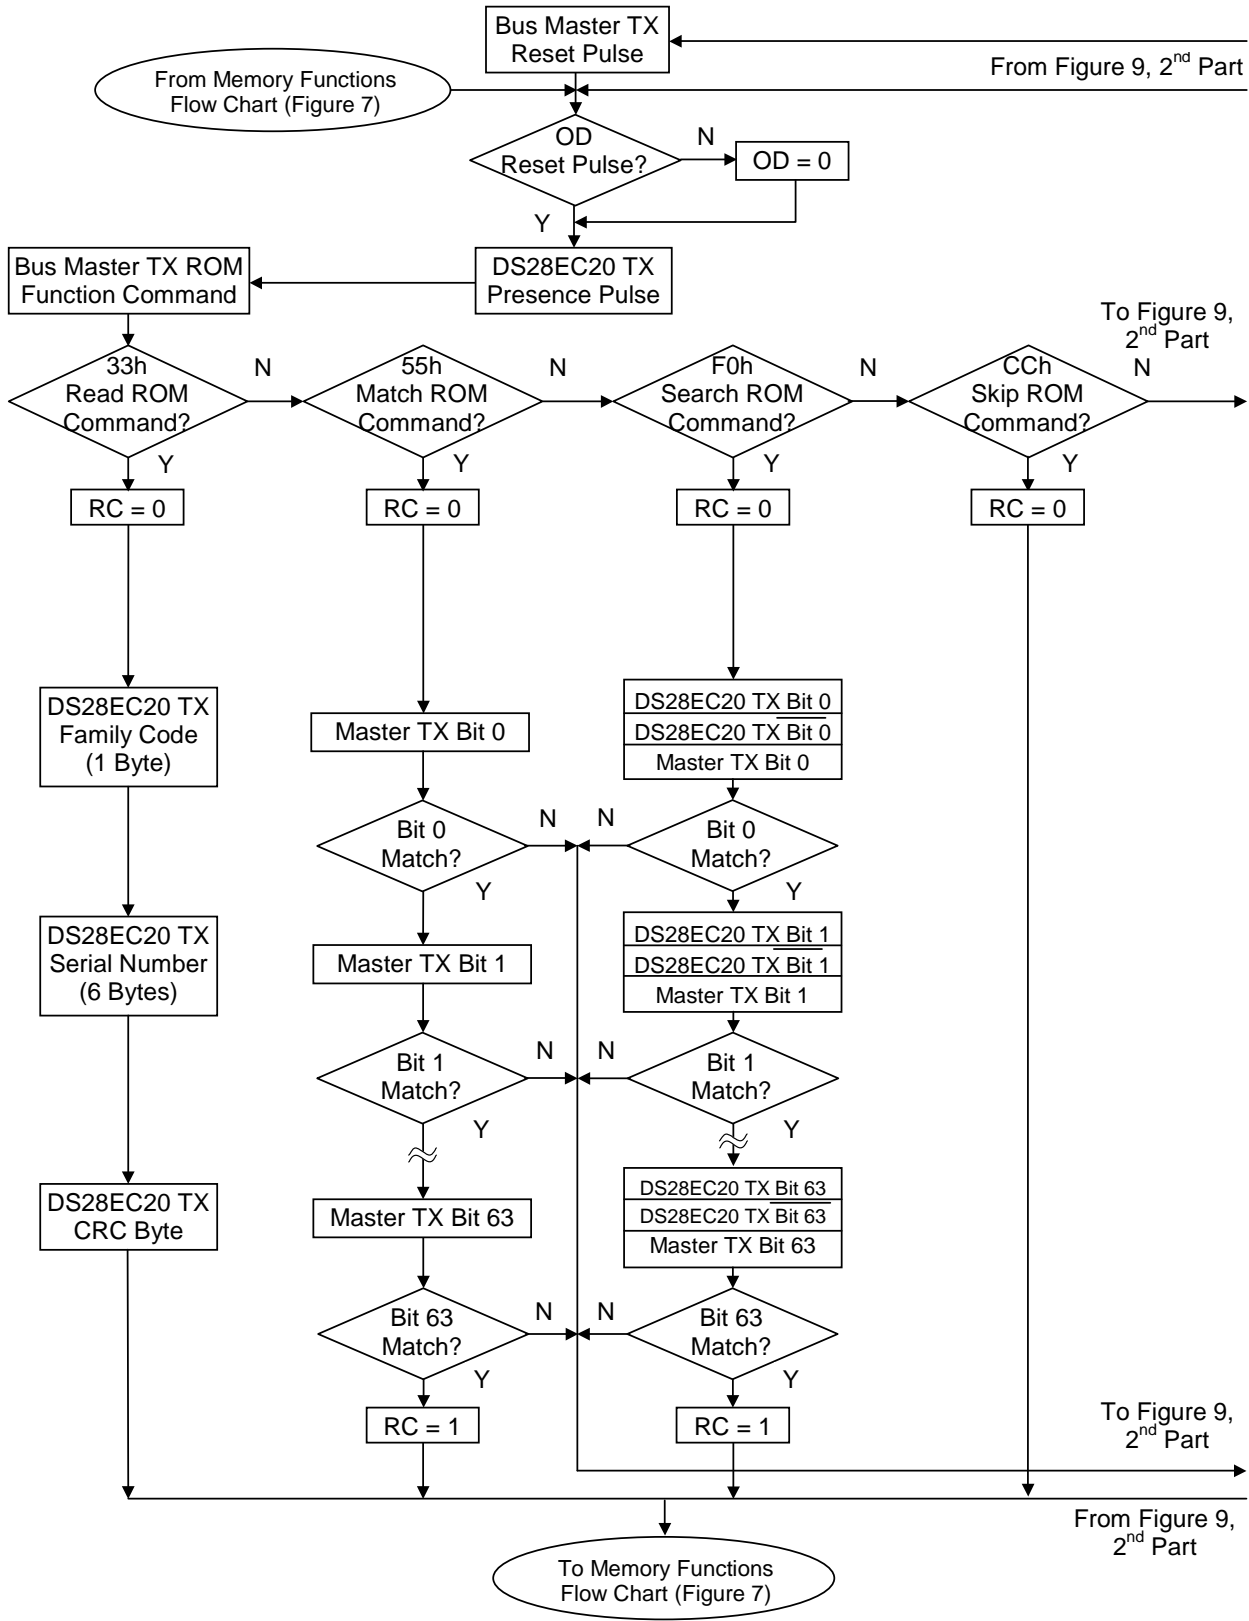 Bus Master TX
Reset Pulse
From Figure 9, 2nd Part
From Memory Functions
Flow Chart (Figure 7)
OD
Reset Pulse?
N
OD = 0
Y
Bus Master TX ROM
Function Command
DS28EC20 TX
Presence Pulse
To Figure 9,
2nd Part
33h
Read ROM
Command?
N
55h
Match ROM
Command?
N
F0h
Search ROM
Command?
N
CCh
Skip ROM
Command?
N
Y
Y
Y
Y
RC = 0
RC = 0
RC = 0
RC = 0
DS28EC20 TX
Family Code
(1 Byte)
Master TX Bit 0
DS28EC20 TX Bit 0
DS28EC20 TX Bit 0
Master TX Bit 0
Bit 0
Match?
N
N
Bit 0
Match?
Y
Y
DS28EC20 TX
Serial Number
(6 Bytes)
Master TX Bit 1
DS28EC20 TX Bit 1
DS28EC20 TX Bit 1
Master TX Bit 1
Bit 1
Match?
N
N
Bit 1
Match?
Y
Y
DS28EC20 TX
CRC Byte
Master TX Bit 63
DS28EC20 TX Bit 63
DS28EC20 TX Bit 63
Master TX Bit 63
Bit 63
Match?
N
N
Bit 63
Match?
Y
Y
RC = 1
RC = 1
To Figure 9,
2nd Part
From Figure 9,
2nd Part
To Memory Functions
Flow Chart (Figure 7)